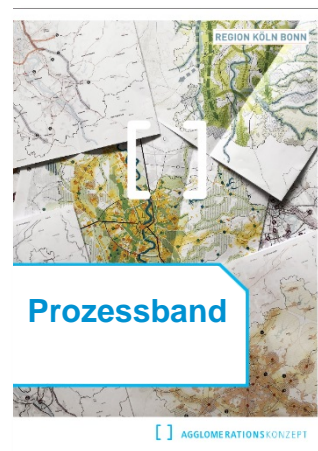 REGION KÖLN BONN
[ ]
Prozessband
[ ] AGGLOMERATIONSKONZEPT